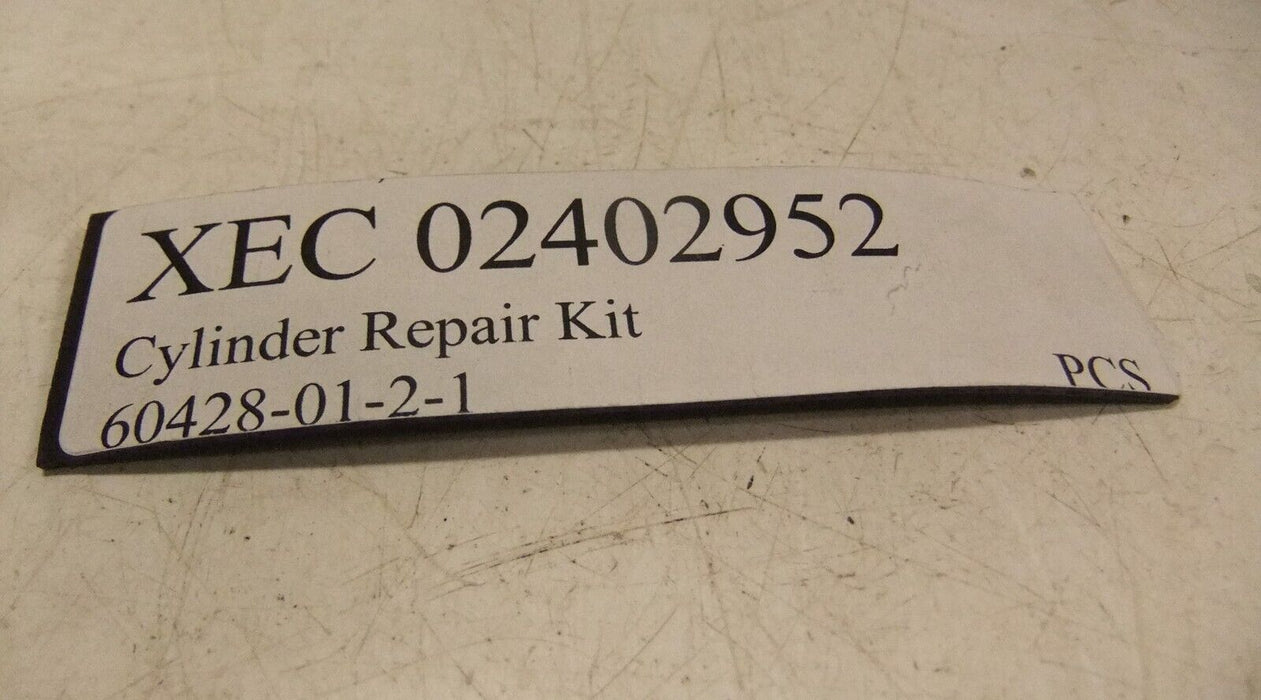 XEC 02402952
Cylinder Repair Kit
60428-01-2-1
PCS